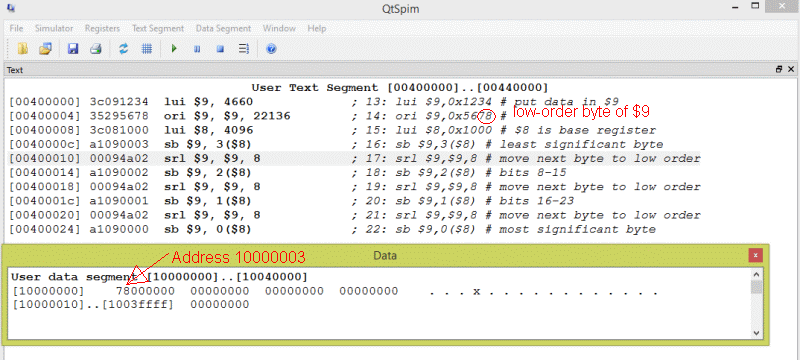 QtSpim
File Simulator Registers Text Segment Data Segment Window Help
Text
User Text Segment [00400000]..[00440000]
[00400000] 3c091234 lui $9, 4660 ; 13: lui $9,0x1234 # put data in $9
low-order byte of $9
[00400004] 35295678 ori $9, $9, 22136 ; 14: ori $9,0x5678 #
[00400008] 3c081000 lui $8, 4096 ; 15: lui $8,0x1000 # $8 is base register
[0040000c] a1090003 sb $9, 3($8) ; 16: sb $9,3($8) # least significant byte
[00400010] 00094a02 srl $9, $9, 8 ; 17: srl $9,$9,8 # move next byte to low order
[00400014] a1090002 sb $9, 2($8) ; 18: sb $9,2($8) # bits 8-15
[00400018] 00094a02 srl $9, $9, 8 ; 19: srl $9,$9,8 # move next byte to low order
[0040001c] a1090001 sb $9, 1($8) ; 20: sb $9,1($8) # bits 16-23
[00400020] 00094a02 srl $9, $9, 8 ; 21: srl $9,$9,8 # move next byte to low order
[00400024] a1090000 sb $9, 0($8) ; 22: sb $9,0($8) # most significant byte
Address 10000003
Data
User data segment [10000000]..[10040000]
[10000000] 78000000 00000000 00000000 00000000 . . . x . . . . . . . . . . . .
[10000010]..[1003ffff] 00000000